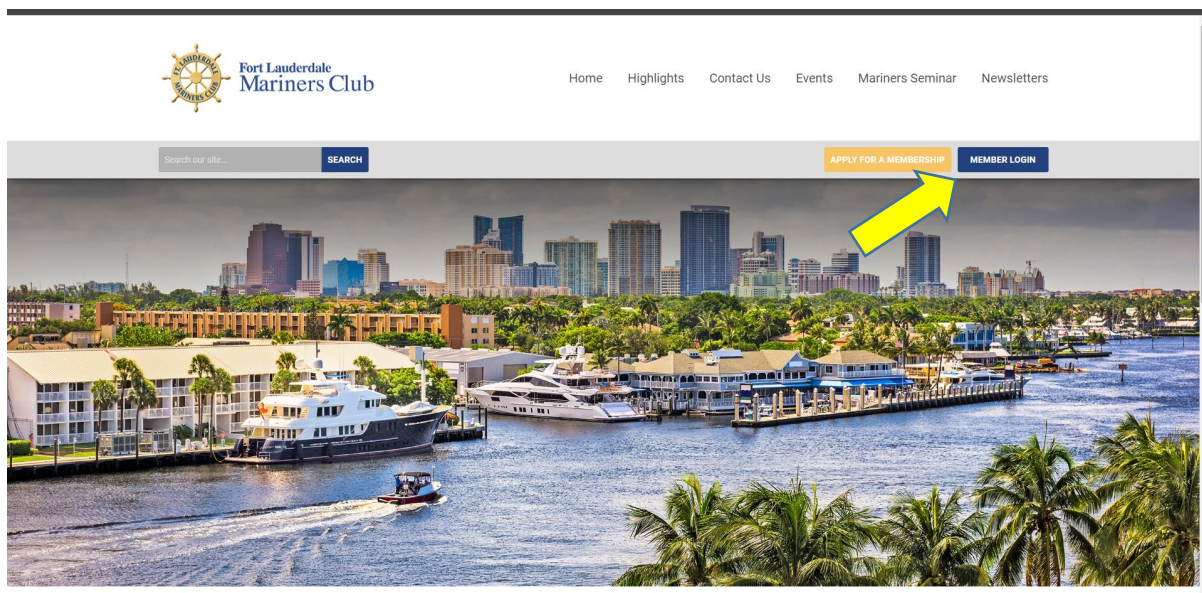 FT. LAUDERDALE
MARINERS CLUB
Fort Lauderdale
Mariners Club
Home Highlights Contact Us Events Mariners Seminar Newsletters
Search our site... SEARCH
APPLY FOR A MEMBERSHIP MEMBER LOGIN